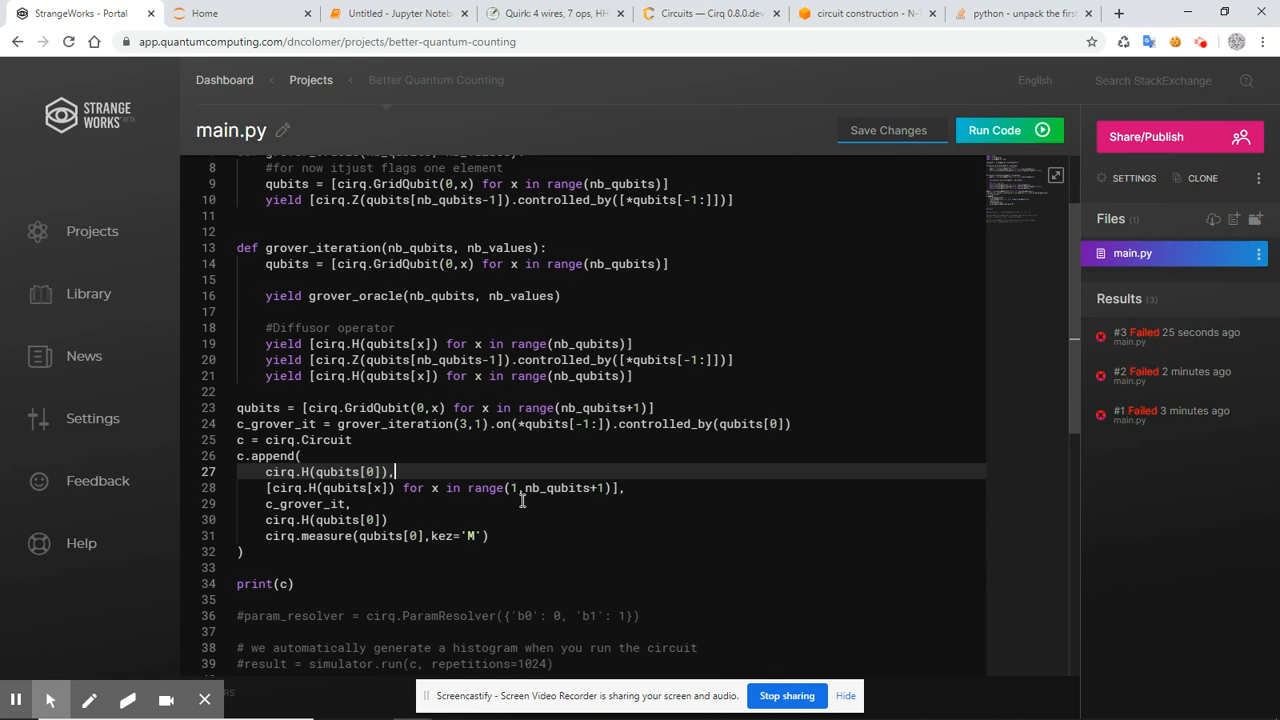 StrangeWorks - Portal
Home
Untitled - Jupyter Noteb
Quirk: 4 wires, 7 ops, HH
Circuits — Cirq 0.8.0.dev
circuit construction - N-T
python - unpack the first
app.quantumcomputing.com/dncolomer/projects/better-quantum-counting
STRANGE
WORKS BETA
Dashboard
Projects
Better Quantum Counting
English
Search StackExchange
main.py
Save Changes
Run Code
Share/Publish
SETTINGS
CLONE
Files (1)
main.py
Results (3)
#3 Failed 25 seconds ago
main.py
#2 Failed 2 minutes ago
main.py
#1 Failed 3 minutes ago
main.py
Projects
Library
News
Settings
Feedback
Help
8 #for now itjust flags one element
9 qubits = [cirq.GridQubit(0,x) for x in range(nb_qubits)]
10 yield [cirq.Z(qubits[nb_qubits-1]).controlled_by([*qubits[-1:]])]
11
12
13 def grover_iteration(nb_qubits, nb_values):
14 qubits = [cirq.GridQubit(0,x) for x in range(nb_qubits)]
15
16 yield grover_oracle(nb_qubits, nb_values)
17
18 #Diffusor operator
19 yield [cirq.H(qubits[x]) for x in range(nb_qubits)]
20 yield [cirq.Z(qubits[nb_qubits-1]).controlled_by([*qubits[-1:]])]
21 yield [cirq.H(qubits[x]) for x in range(nb_qubits)]
22
23 qubits = [cirq.GridQubit(0,x) for x in range(nb_qubits+1)]
24 c_grover_it = grover_iteraton(3,1).on(*qubits[-1:]).controlled_by(qubits[0])
25 c = cirq.Circuit
26 c.append(
27 cirq.H(qubits[0]),
28 [cirq.H(qubits[x]) for x in range(1,nb_qubits+1)],
29 c_grover_it,
30 cirq.H(qubits[0])
31 cirq.measure(qubits[0],kez='M')
32 )
33
34 print(c)
35
36 #param_resolver = cirq.ParamResolver({'b0': 0, 'b1': 1})
37
38 # we automatically generate a histogram when you run the circuit
39 #result = simulator.run(c, repetitions=1024)
Screencastify - Screen Video Recorder is sharing your screen and audio.
Stop sharing
Hide